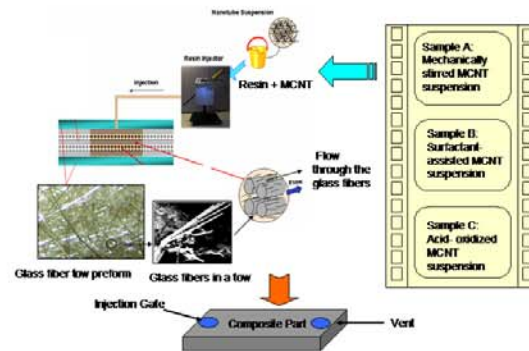 Nanotube Suspension
Resin Injector
Injection
Resin + MCNT
Sample A:
Mechanically
stirred MCNT
suspension
Sample B:
Surfactant-
assisted MCNT
suspension
Sample C:
Acid- oxidized
MCNT
suspension
Flow
through the
glass fibers
Glass fiber tow preform
Glass fibers in a tow
Injection Gate
Composite Part
Vent